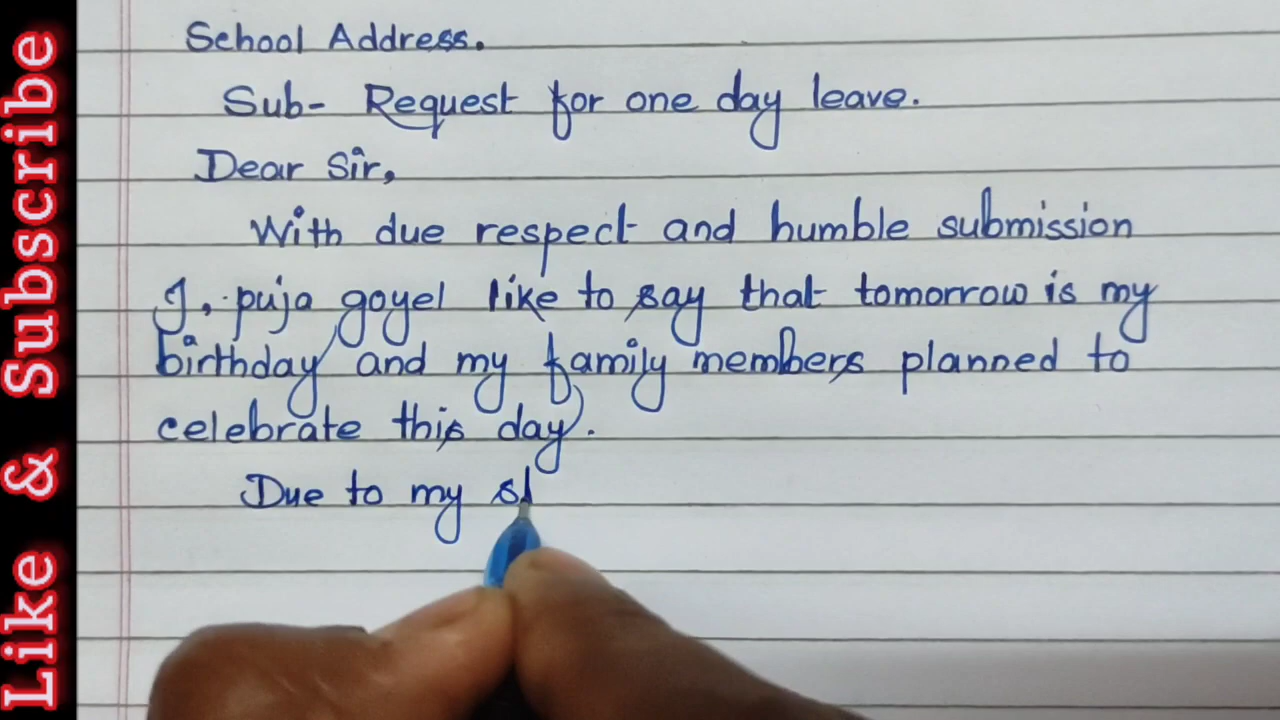 Like & Subscribe
School Address.
Sub- Request for one day leave.
Dear Sir,
With due respect and humble submission
I, puja goyel like to say that tomorrow is my
birthday and my family members planned to
celebrate this day.
Due to my